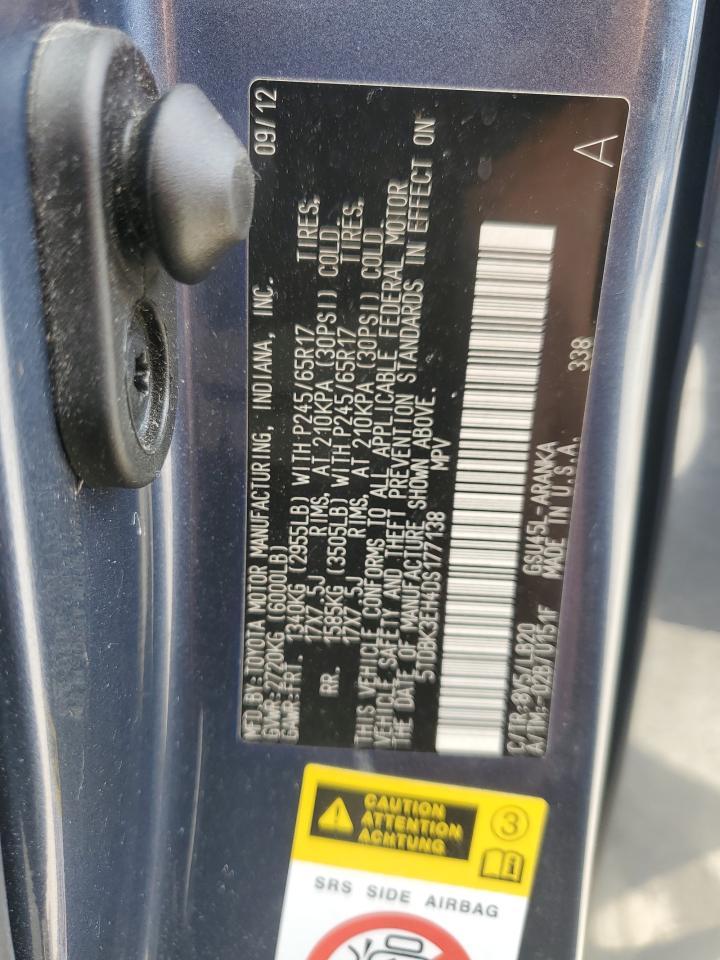 MFD.BY:TOYOTA MOTOR MANUFACTURING, INDIANA, INC. 09/12
GVWR:2720KG (6000LB)
GAWR:FRT. 1340KG (2955LB) WITH P245/65R17 TIRES,
17X7.5J RIMS, AT 210KPA (30PSI) COLD.
RR. 1585KG (3505LB) WITH P245/65R17 TIRES,
17X7.5J RIMS, AT 210KPA (30PSI) COLD.
THIS VEHICLE CONFORMS TO ALL APPLICABLE FEDERAL MOTOR
VEHICLE SAFETY AND THEFT PREVENTION STANDARDS IN EFFECT ON
THE DATE OF MANUFACTURE SHOWN ABOVE.
5TDBK3EH4DS177138 MPV
C/TR:8V5/LB20 GSU45L-ARANKA 338
A/TM:-02B/U151F MADE IN U.S.A.
A
CAUTION
ATTENTION
ACHTUNG
3
SRS SIDE AIRBAG